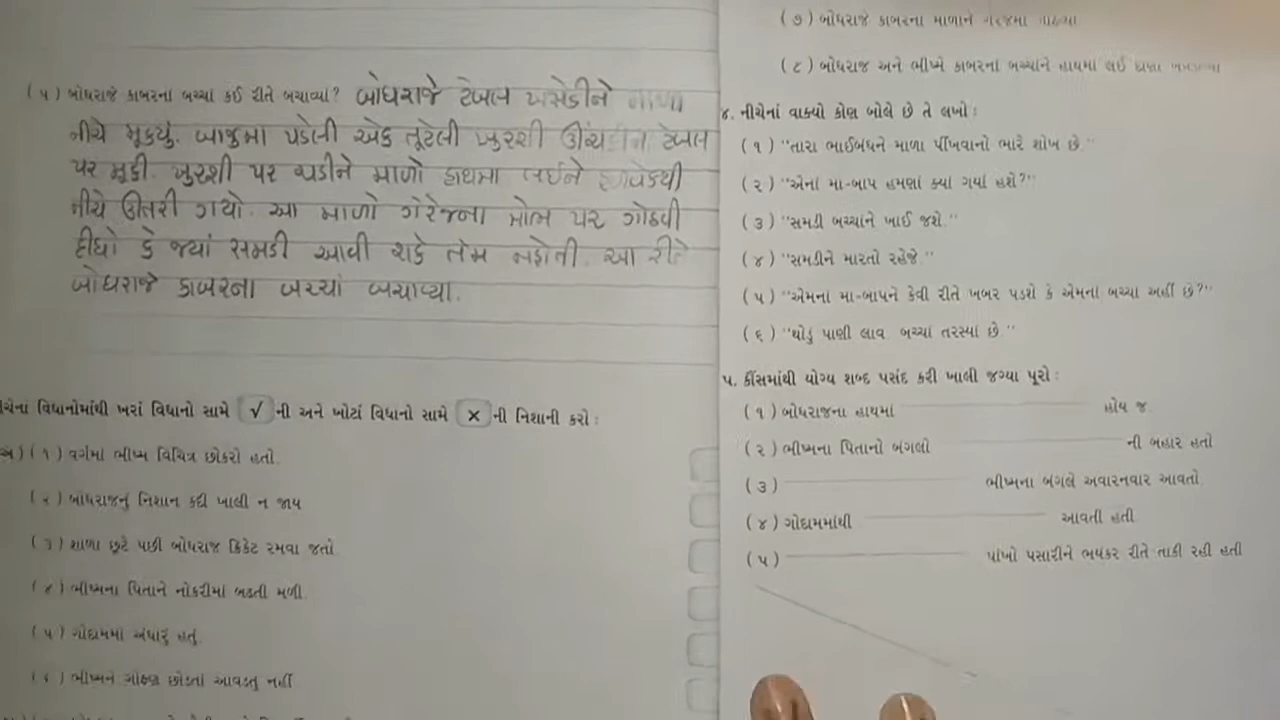 (૫) બોધરાજે કાબરના બચ્ચાં કઈ રીતે બચાવ્યાં? બોધરાજે ટેબલ ખસેડીને માળા
નીચે મૂક્યું. બાજુમાં પડેલી એક તૂટેલી ખુરશી ઊંચકીને ટેબલ
પર મૂકી. ખુરશી પર ચડીને માળો હાથમાં લઈને હળવેકથી
નીચે ઊતરી ગયો. આ માળો ગેરેજના મોભ પર ગોઠવી
દીધો કે જ્યાં સમડી આવી શકે તેમ નહોતી. આ રીતે
બોધરાજે કાબરના બચ્ચાં બચાવ્યા.
વિધાનોમાંથી ખરાં વિધાનો સામે √ ની અને ખોટાં વિધાનો સામે × ની નિશાની કરો :
(૧) વર્ગમાં ભીષ્મ વિચિત્ર છોકરો હતો.
(૨) બોધરાજનું નિશાન કદી ખાલી ન જાય
(૩) શાળા છૂટે પછી બોધરાજ ક્રિકેટ રમવા જતો
(૪) ભીષ્મના પિતાને નોકરીમાં બઢતી મળી
(૫) ગોદામમાં અંધારું હતું.
(૬) ભીષ્મને ગોફણ છોડતાં આવડતું નહીં
(૭) બોધરાજે કાબરના માળાને ગેરેજમાં
(૮) બોધરાજ અને ભીષ્મે કાબરનાં બચ્ચાંને હાથમાં લઈ દાણા
૪. નીચેનાં વાક્યો કોણ બોલે છે તે લખો :
(૧) "તારા ભાઈબંધને માળા પીંખવાનો ભારે શોખ છે."
(૨) "એનાં મા-બાપ હમણાં ક્યાં ગયાં હશે?"
(૩) "સમડી બચ્ચાંને ખાઈ જશે."
(૪) "સમડીને મારતો રહેજે"
(૫) "એમનાં મા-બાપને કેવી રીતે ખબર પડશે કે એમનાં બચ્ચાં અહીં છે?"
(૬) "થોડું પાણી લાવ બચ્ચાં તરસ્યાં છે."
૫. કૌંસમાંથી યોગ્ય શબ્દ પસંદ કરી ખાલી જગ્યા પૂરો :
(૧) બોધરાજના હાથમાં હોય જ.
(૨) ભીષ્મના પિતાનો બંગલો ની બહાર હતો
(૩) ભીષ્મના બંગલે અવારનવાર આવતો
(૪) ગોદામમાંથી આવતી હતી
(૫) પાંખો પસારીને ભયંકર રીતે તાકી રહી હતી